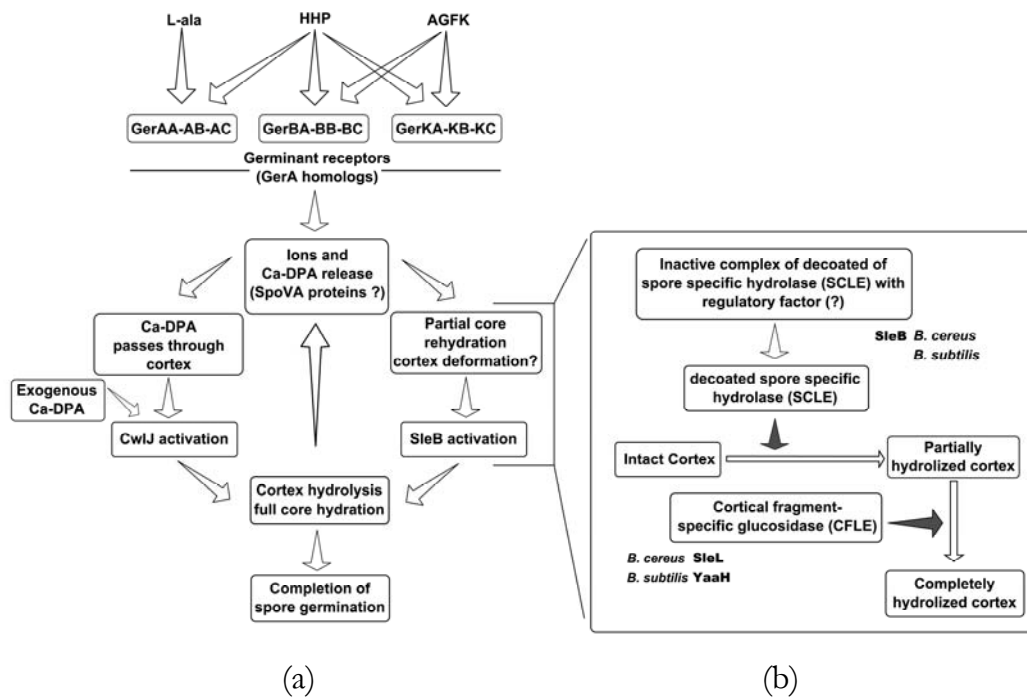 L-ala
HHP
AGFK
GerAA-AB-AC
GerBA-BB-BC
GerKA-KB-KC
Germinant receptors
(GerA homologs)
Ions and
Ca-DPA release
(SpoVA proteins ?)
Ca-DPA
passes through
cortex
Partial core
rehydration
cortex deformation?
Exogenous
Ca-DPA
CwlJ activation
SleB activation
Cortex hydrolysis
full core hydration
Completion of
spore germination
(a)
Inactive complex of decoated of
spore specific hydrolase (SCLE) with
regulatory factor (?)
SleB B. cereus
B. subtilis
decoated spore specific
hydrolase (SCLE)
Intact Cortex
Partially
hydrolized cortex
Cortical fragment-
specific glucosidase (CFLE)
B. cereus SleL
B. subtilis YaaH
Completely
hydrolized cortex
(b)